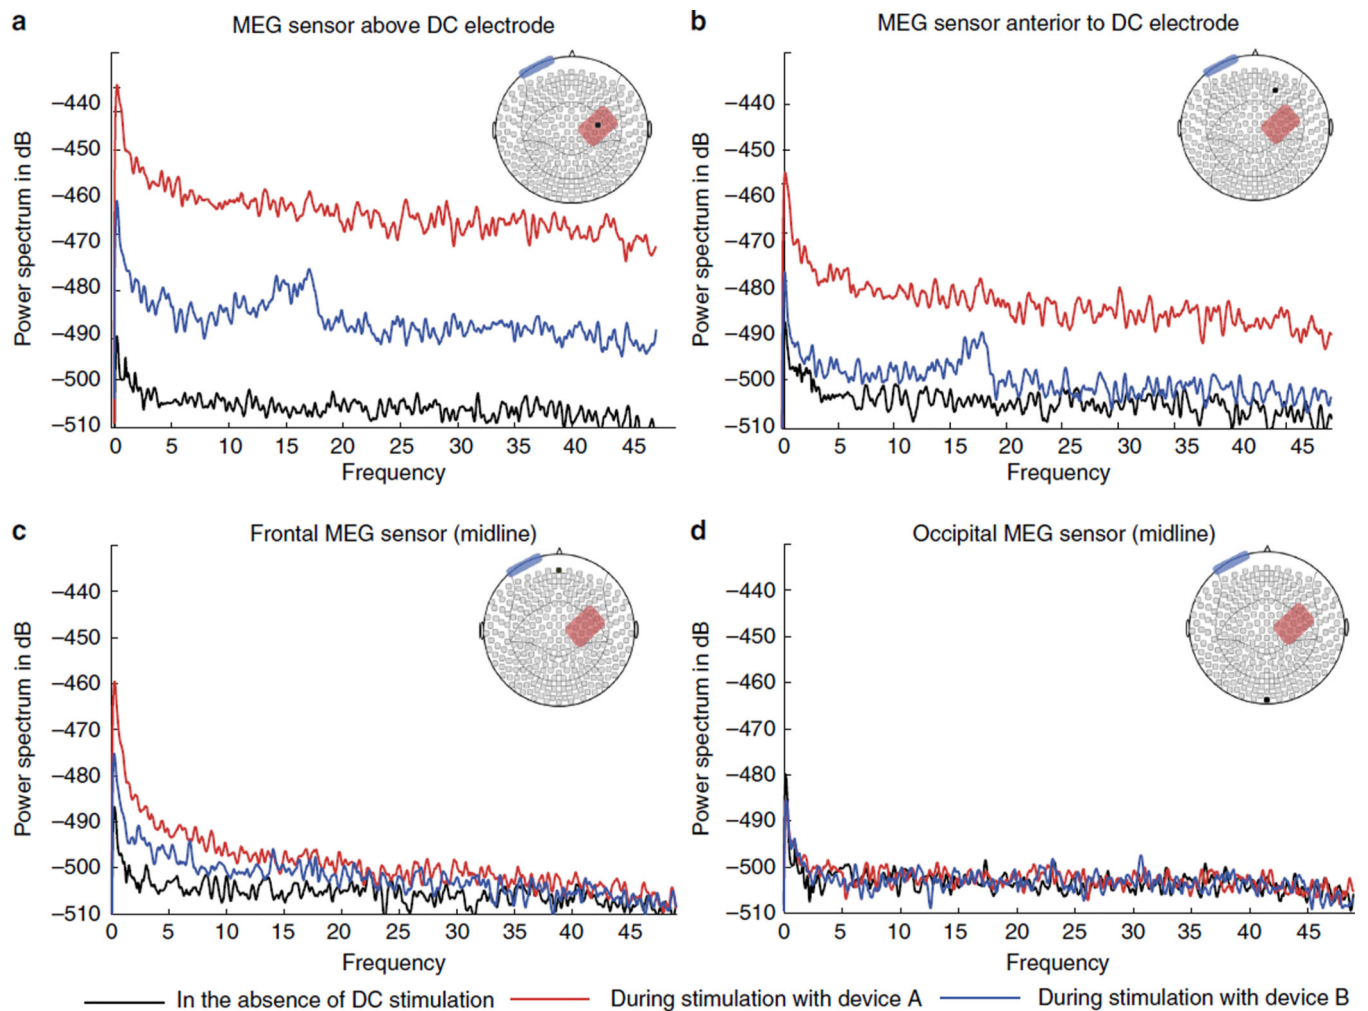 a
MEG sensor above DC electrode
Power spectrum in dB
−440
−450
−460
−470
−480
−490
−500
−510
0 5 10 15 20 25 30 35 40 45
Frequency
b
MEG sensor anterior to DC electrode
Power spectrum in dB
−440
−450
−460
−470
−480
−490
−500
−510
0 5 10 15 20 25 30 35 40 45
Frequency
c
Frontal MEG sensor (midline)
Power spectrum in dB
−440
−450
−460
−470
−480
−490
−500
−510
0 5 10 15 20 25 30 35 40 45
Frequency
d
Occipital MEG sensor (midline)
Power spectrum in dB
−440
−450
−460
−470
−480
−490
−500
−510
0 5 10 15 20 25 30 35 40 45
Frequency
In the absence of DC stimulation During stimulation with device A During stimulation with device B